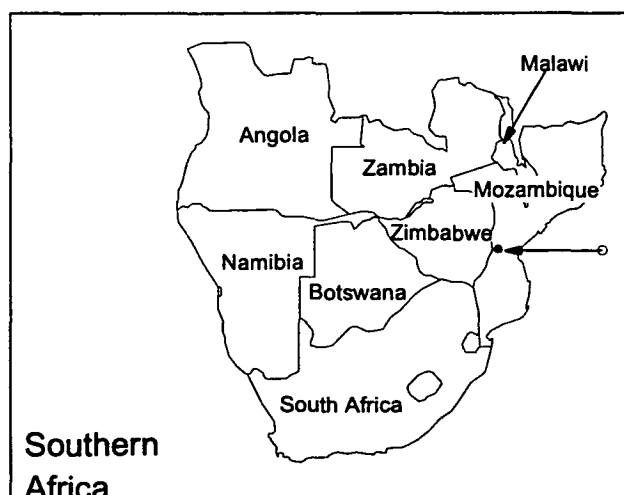 Malawi
Angola
Zambia
Mozambique
Zimbabwe
Namibia
Botswana
South Africa
Southern
Africa